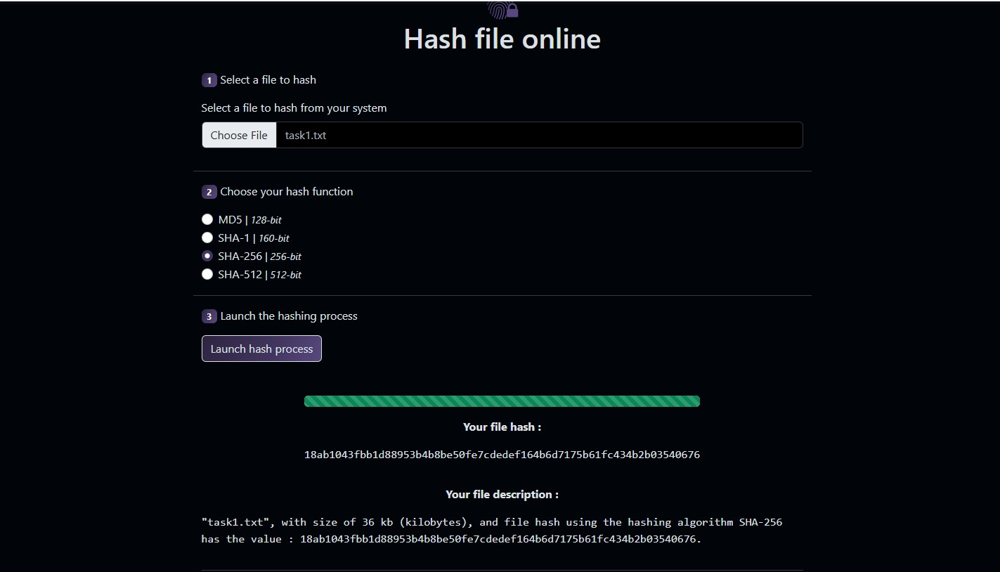 Hash file online
1 Select a file to hash
Select a file to hash from your system
Choose File task1.txt
2 Choose your hash function
MD5 | 128-bit
SHA-1 | 160-bit
SHA-256 | 256-bit
SHA-512 | 512-bit
3 Launch the hashing process
Launch hash process
Your file hash :
18ab1043fbb1d88953b4b8be50fe7cdedef164b6d7175b61fc434b2b03540676
Your file description :
"task1.txt", with size of 36 kb (kilobytes), and file hash using the hashing algorithm SHA-256
has the value : 18ab1043fbb1d88953b4b8be50fe7cdedef164b6d7175b61fc434b2b03540676.